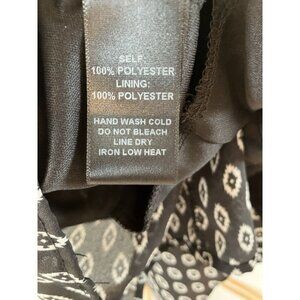 SELF:
100% POLYESTER
LINING:
100% POLYESTER
HAND WASH COLD
DO NOT BLEACH
LINE DRY
IRON LOW HEAT